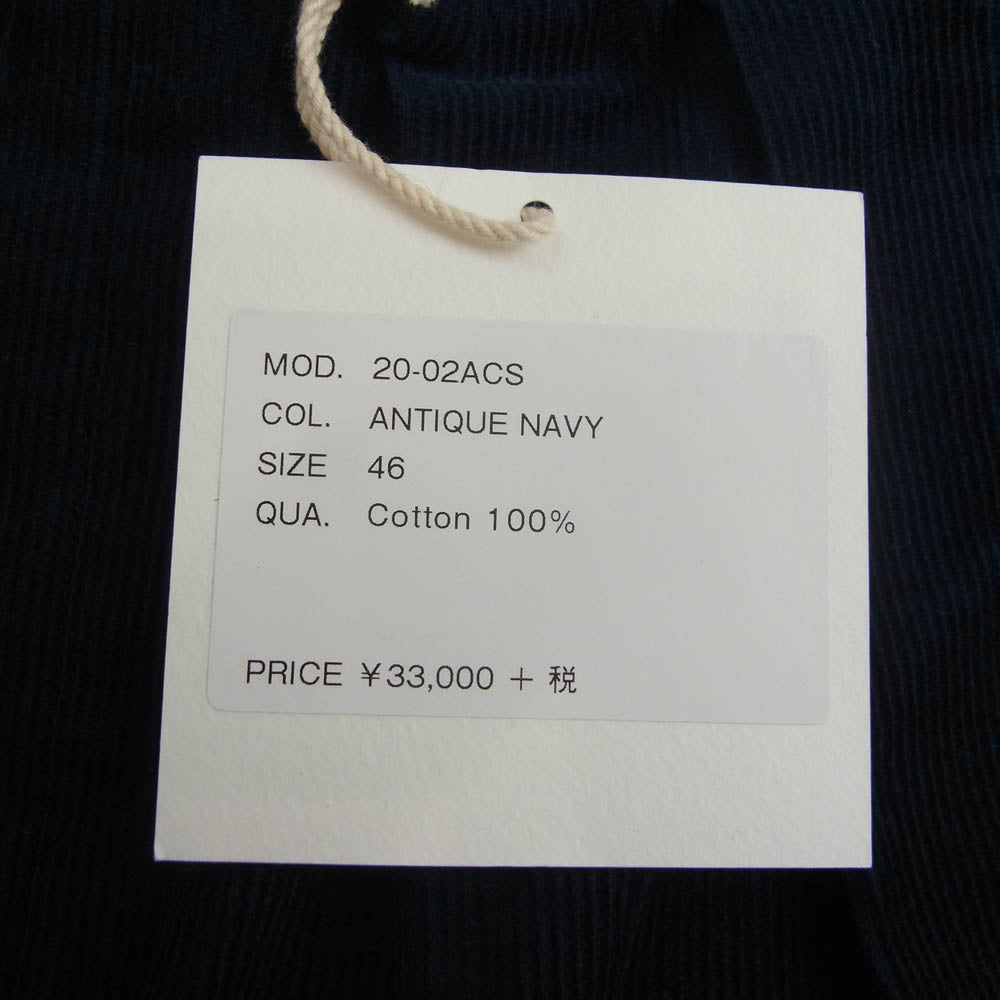 MOD. 20-02ACS
COL. ANTIQUE NAVY
SIZE 46
QUA. Cotton 100%
PRICE ¥33,000 + 税